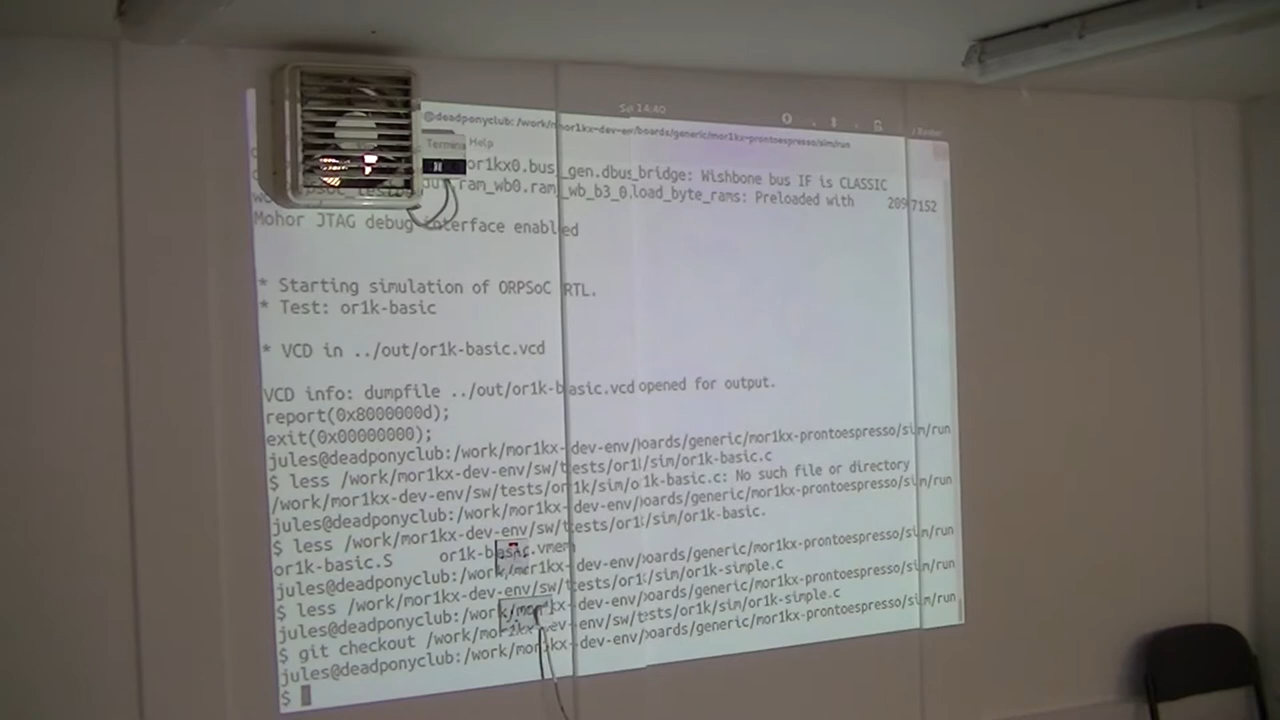 Sat 14:40
@deadponyclub: /work/mor1kx-dev-env/boards/generic/mor1kx-prontoespresso/sim/run
Help
or1kx0.bus_gen.dbus_bridge: Wishbone bus IF is CLASSIC
ram_wb0.ram_wb_b3_0.load_byte_rams: Preloaded with 2097152
Mohor JTAG debug interface enabled
* Starting simulation of ORPSoC RTL.
* Test: or1k-basic
* VCD in ../out/or1k-basic.vcd
VCD info: dumpfile ../out/or1k-basic.vcd opened for output.
report(0x8000000d);
exit(0x00000000);
jules@deadponyclub:/work/mor1kx-dev-env/boards/generic/mor1kx-prontoespresso/sim/run
$ less /work/mor1kx-dev-env/sw/tests/or1k/sim/or1k-basic.c
/work/mor1kx-dev-env/sw/tests/or1k/sim/or1k-basic.c: No such file or directory
jules@deadponyclub:/work/mor1kx-dev-env/boards/generic/mor1kx-prontoespresso/sim/run
$ less /work/mor1kx-dev-env/sw/tests/or1k/sim/or1k-basic.
or1k-basic.S or1k-basic.vmem
jules@deadponyclub:/work/mor1kx-dev-env/boards/generic/mor1kx-prontoespresso/sim/run
$ less /work/mor1kx-dev-env/sw/tests/or1k/sim/or1k-simple.c
jules@deadponyclub:/work/mor1kx-dev-env/boards/generic/mor1kx-prontoespresso/sim/run
$ git checkout /work/mor1kx-dev-env/sw/tests/or1k/sim/or1k-simple.c
jules@deadponyclub:/work/mor1kx-dev-env/boards/generic/mor1kx-prontoespresso/sim/run
$